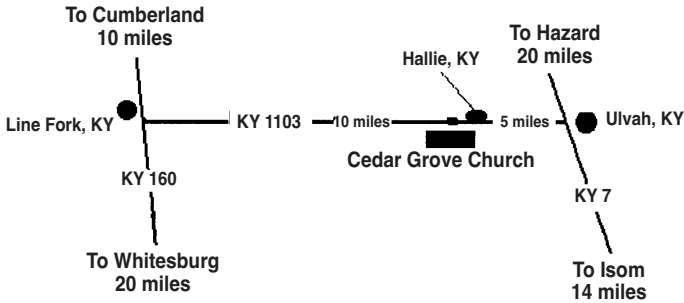 To Cumberland
10 miles
To Hazard
20 miles
Hallie, KY
Line Fork, KY
KY 1103
10 miles
5 miles
Ulvah, KY
Cedar Grove Church
KY 160
KY 7
To Whitesburg
20 miles
To Isom
14 miles